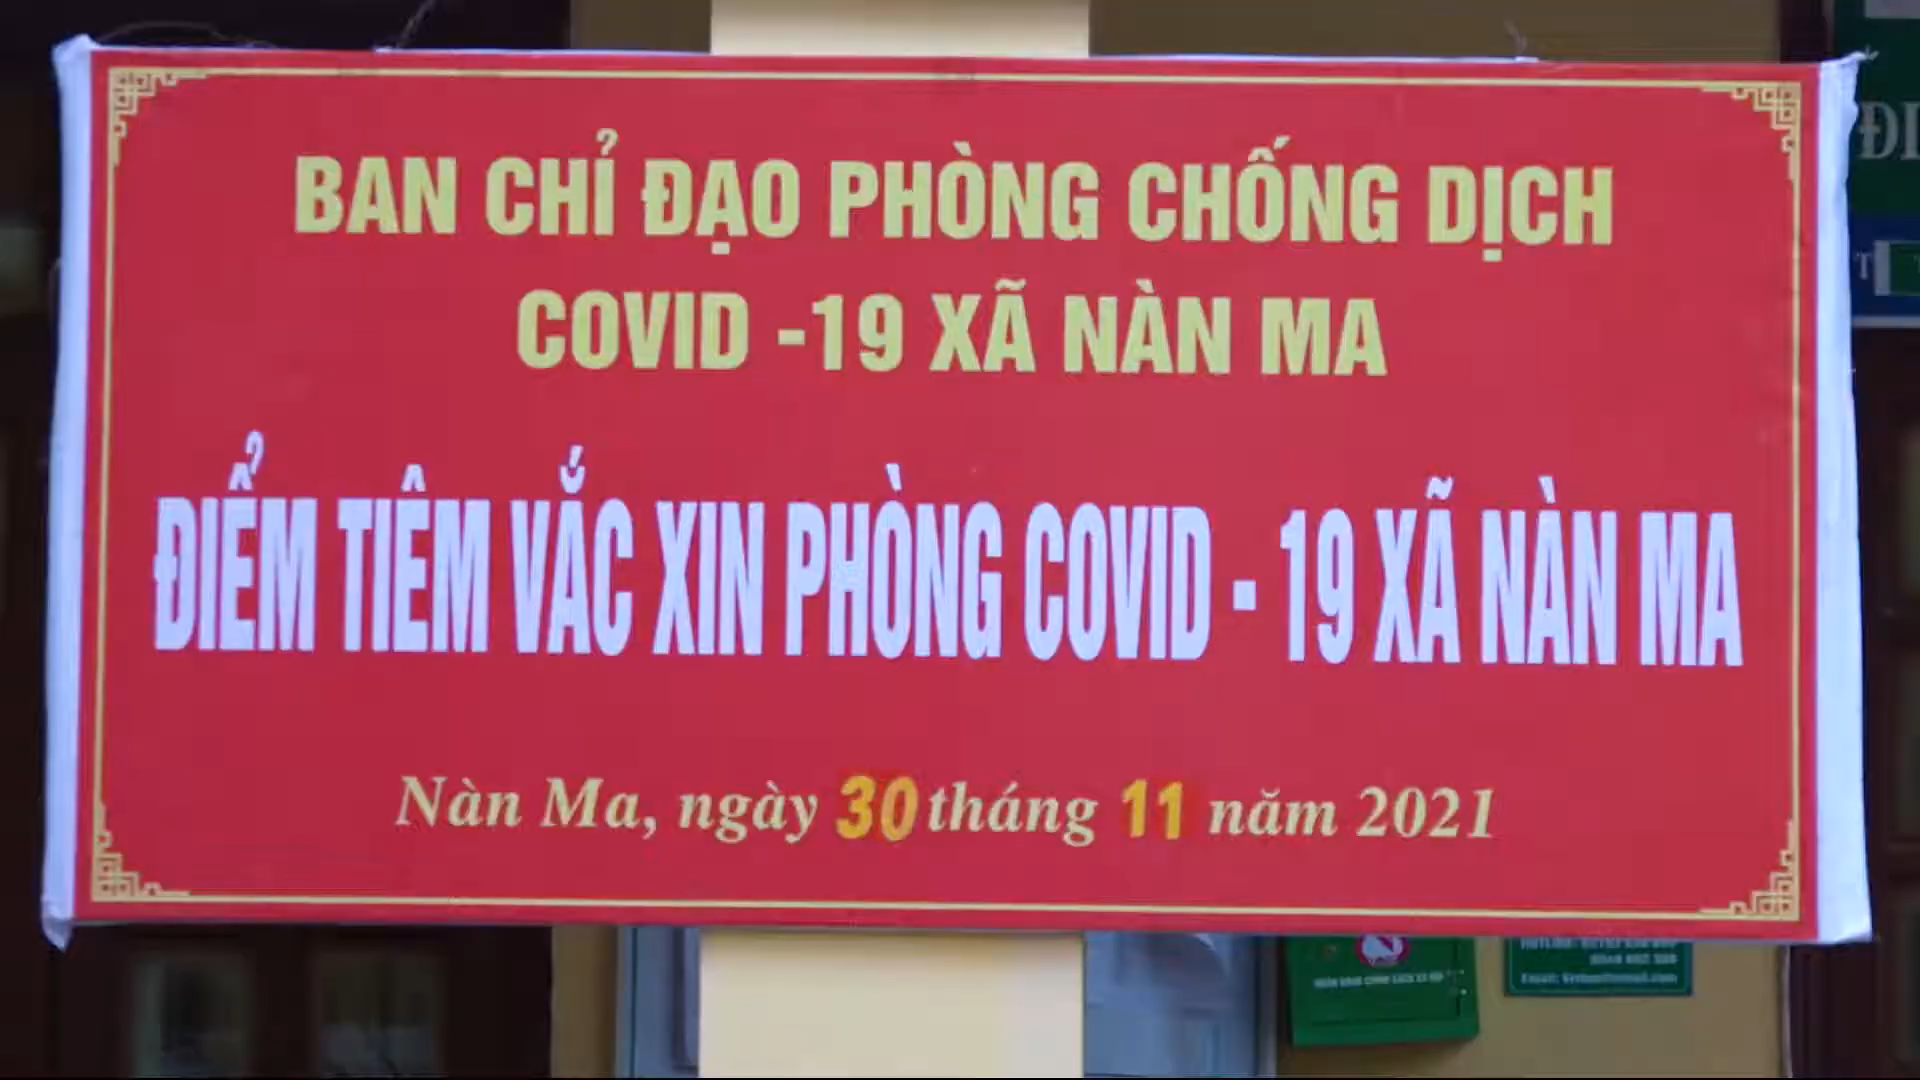 BAN CHỈ ĐẠO PHÒNG CHỐNG DỊCH
COVID -19 XÃ NÀN MA
ĐIỂM TIÊM VẮC XIN PHÒNG COVID - 19 XÃ NÀN MA
Nàn Ma, ngày 30 tháng 11 năm 2021